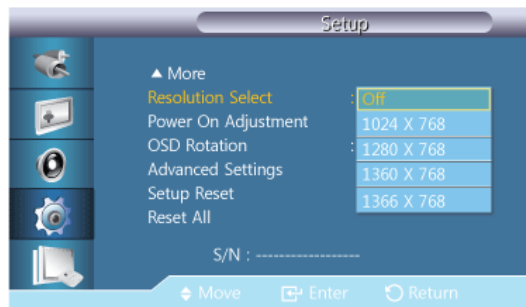 Setup
▲ More
Resolution Select : Off
Power On Adjustment 1024 X 768
OSD Rotation : 1280 X 768
Advanced Settings 1360 X 768
Setup Reset 1366 X 768
Reset All
S/N : ------------------
Move Enter Return